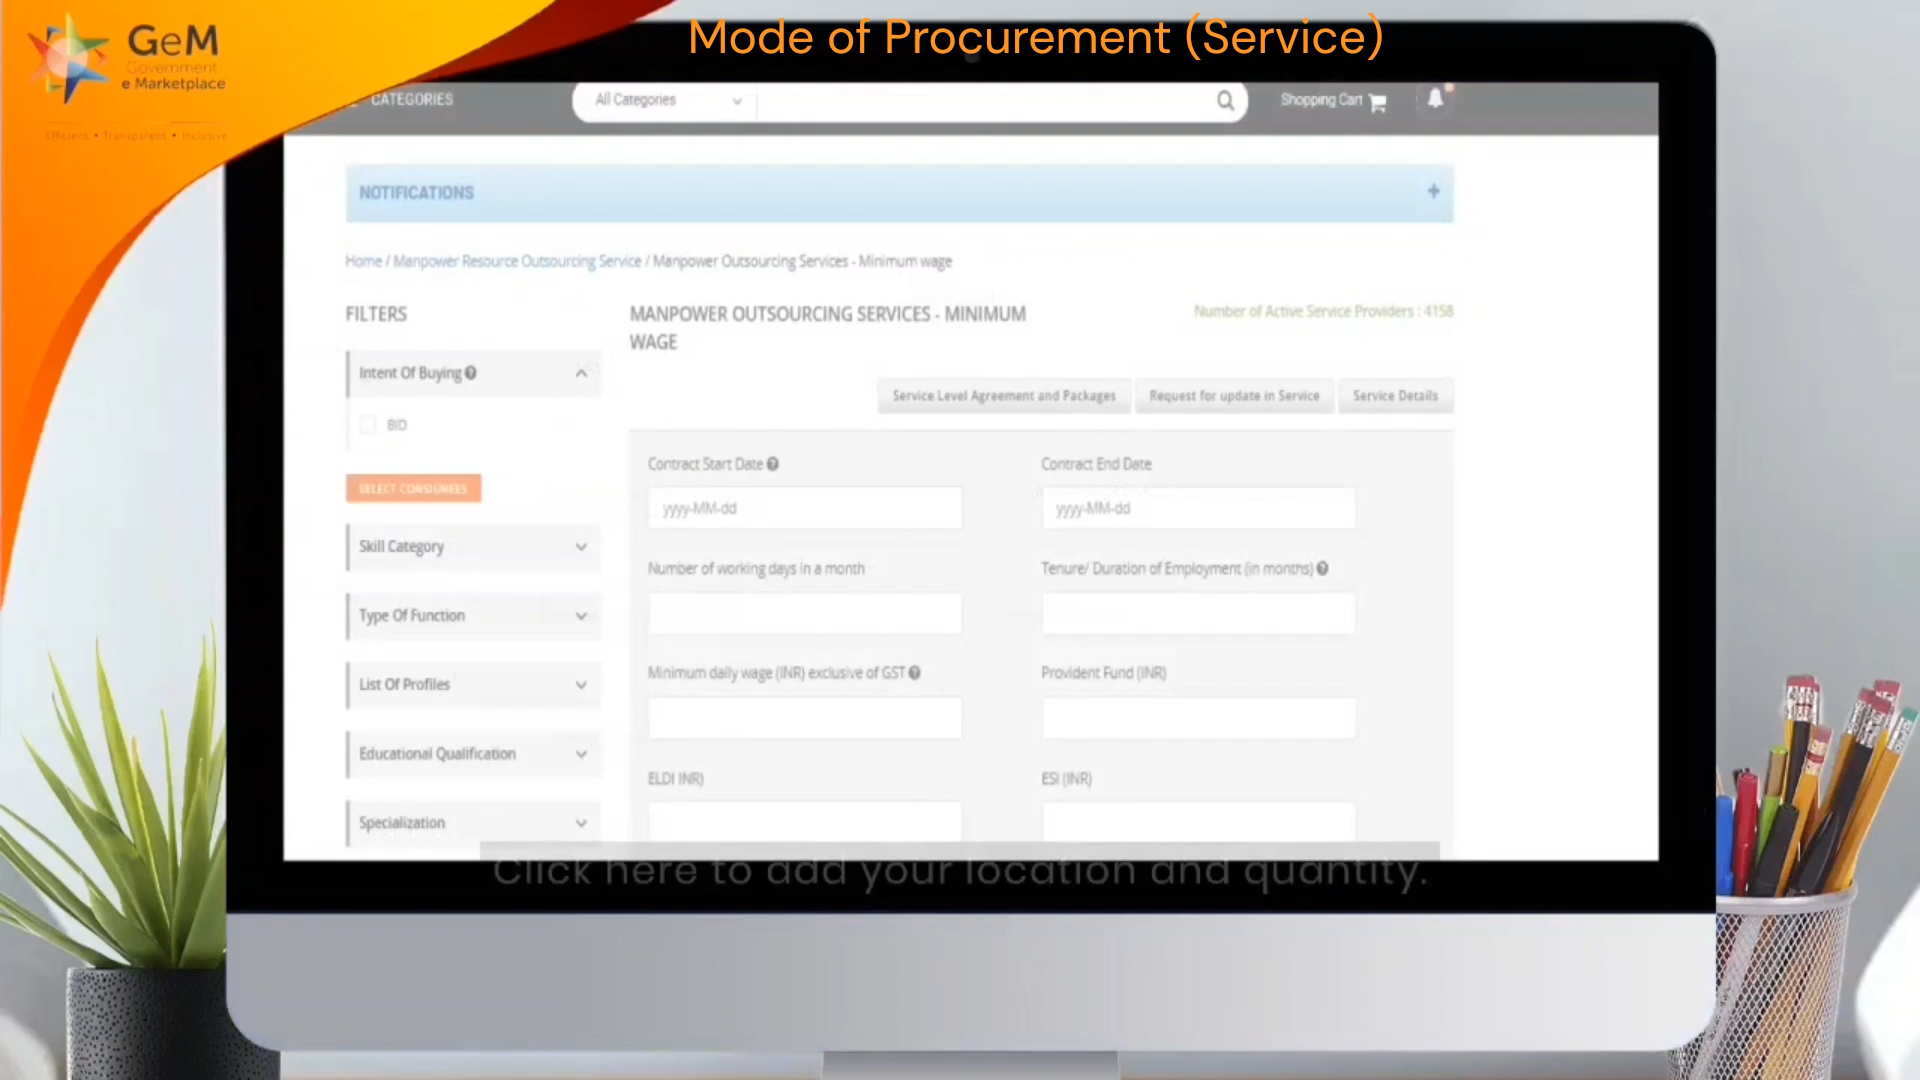 Mode of Procurement (Service)
GeM
Government
e Marketplace
Efficient • Transparent • Inclusive
CATEGORIES
All Categories
Shopping Cart
NOTIFICATIONS
+
Home / Manpower Resource Outsourcing Service / Manpower Outsourcing Services - Minimum wage
FILTERS
MANPOWER OUTSOURCING SERVICES - MINIMUM
WAGE
Number of Active Service Providers : 4158
Intent Of Buying
BID
SELECT CONSIGNEES
Skill Category
Type Of Function
List Of Profiles
Educational Qualification
Specialization
Service Level Agreement and Packages
Request for update in Service
Service Details
Contract Start Date
Contract End Date
yyyy-MM-dd
yyyy-MM-dd
Number of working days in a month
Tenure/ Duration of Employment (in months)
Minimum daily wage (INR) exclusive of GST
Provident Fund (INR)
ELDI INR)
ESI (INR)
Click here to add your location and quantity.